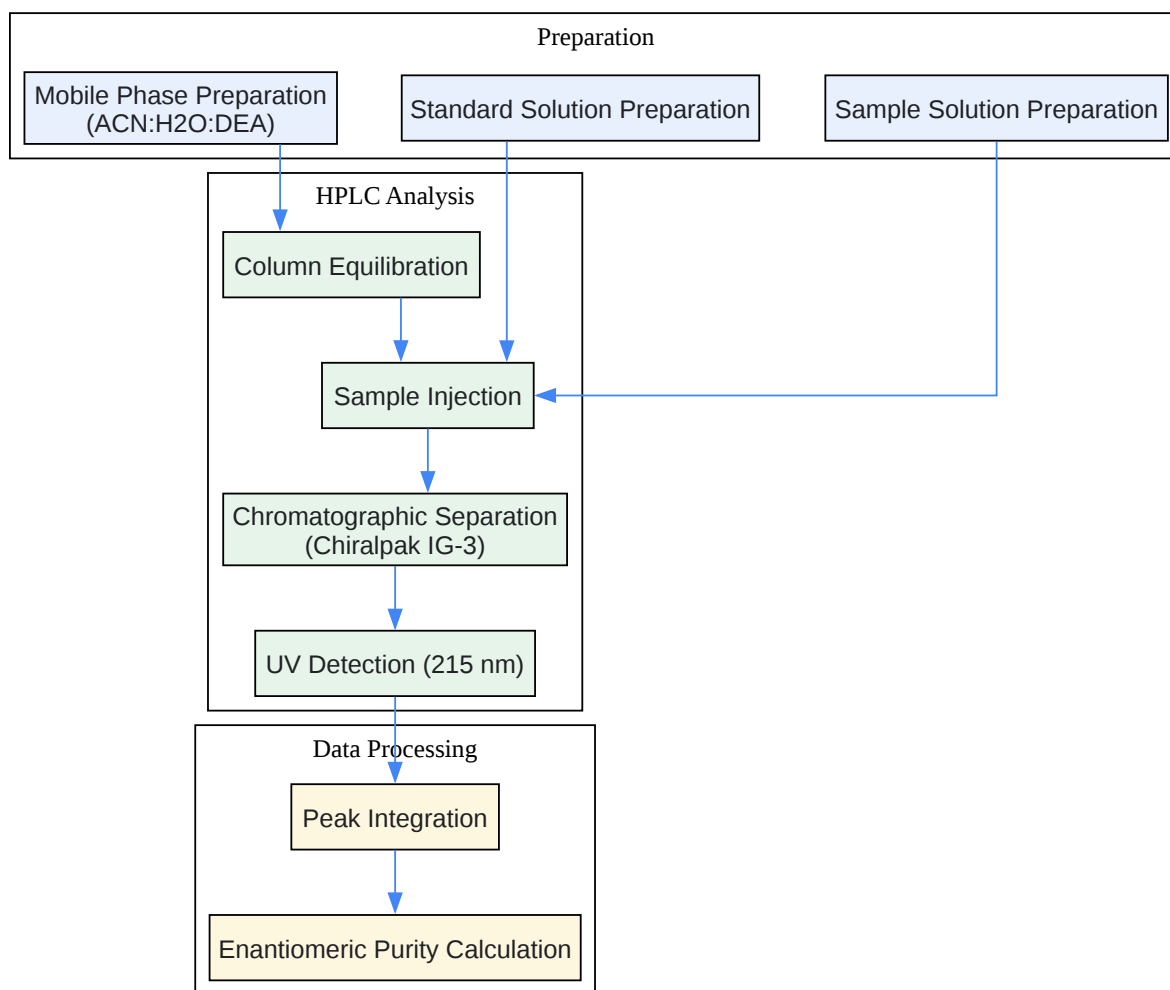 Preparation
Mobile Phase Preparation
(ACN:H2O:DEA)
Standard Solution Preparation
Sample Solution Preparation
HPLC Analysis
Column Equilibration
Sample Injection
Chromatographic Separation
(Chiralpak IG-3)
UV Detection (215 nm)
Data Processing
Peak Integration
Enantiomeric Purity Calculation